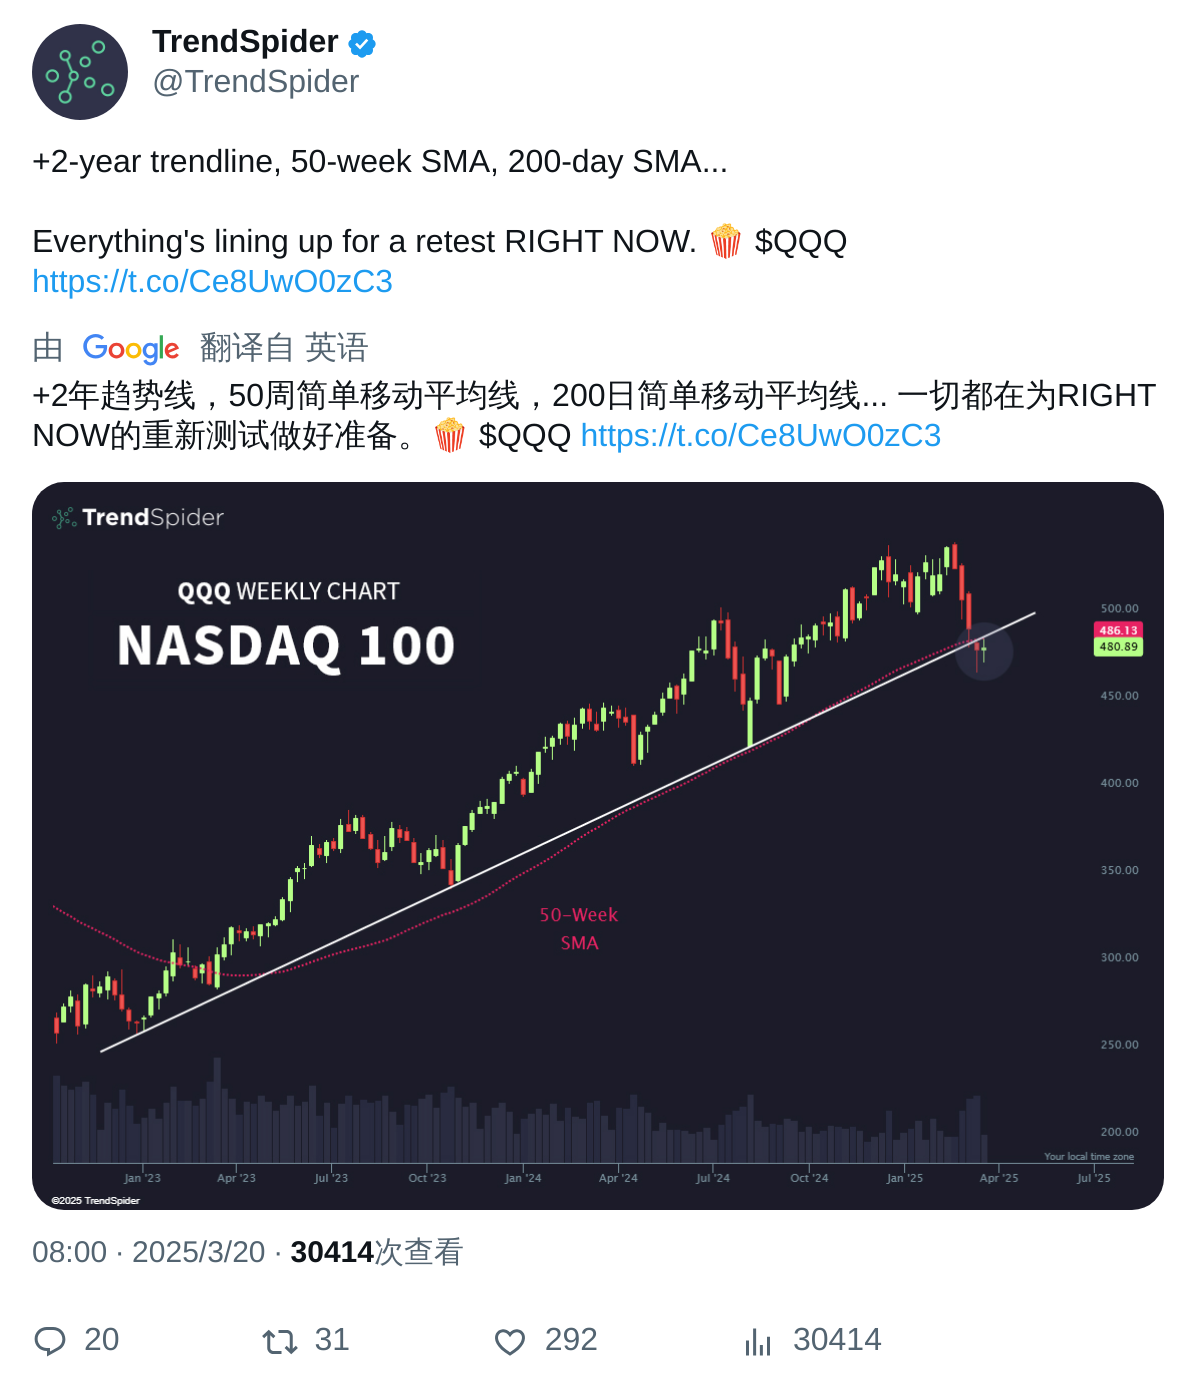 TrendSpider
@TrendSpider
+2-year trendline, 50-week SMA, 200-day SMA...
Everything's lining up for a retest RIGHT NOW. 🍿 $QQQ
https://t.co/Ce8UwO0zC3
由 Google 翻译自 英语
+2年趋势线，50周简单移动平均线，200日简单移动平均线... 一切都在为RIGHT
NOW的重新测试做好准备。🍿 $QQQ https://t.co/Ce8UwO0zC3
TrendSpider
QQQ WEEKLY CHART
NASDAQ 100
500.00
486.13
480.89
450.00
400.00
350.00
50-Week
SMA
300.00
250.00
200.00
Your local time zone
Jan '23 Apr '23 Jul '23 Oct '23 Jan '24 Apr '24 Jul '24 Oct '24 Jan '25 Apr '25 Jul '25
©2025 TrendSpider
08:00 · 2025/3/20 · 30414次查看
20 31 292 30414